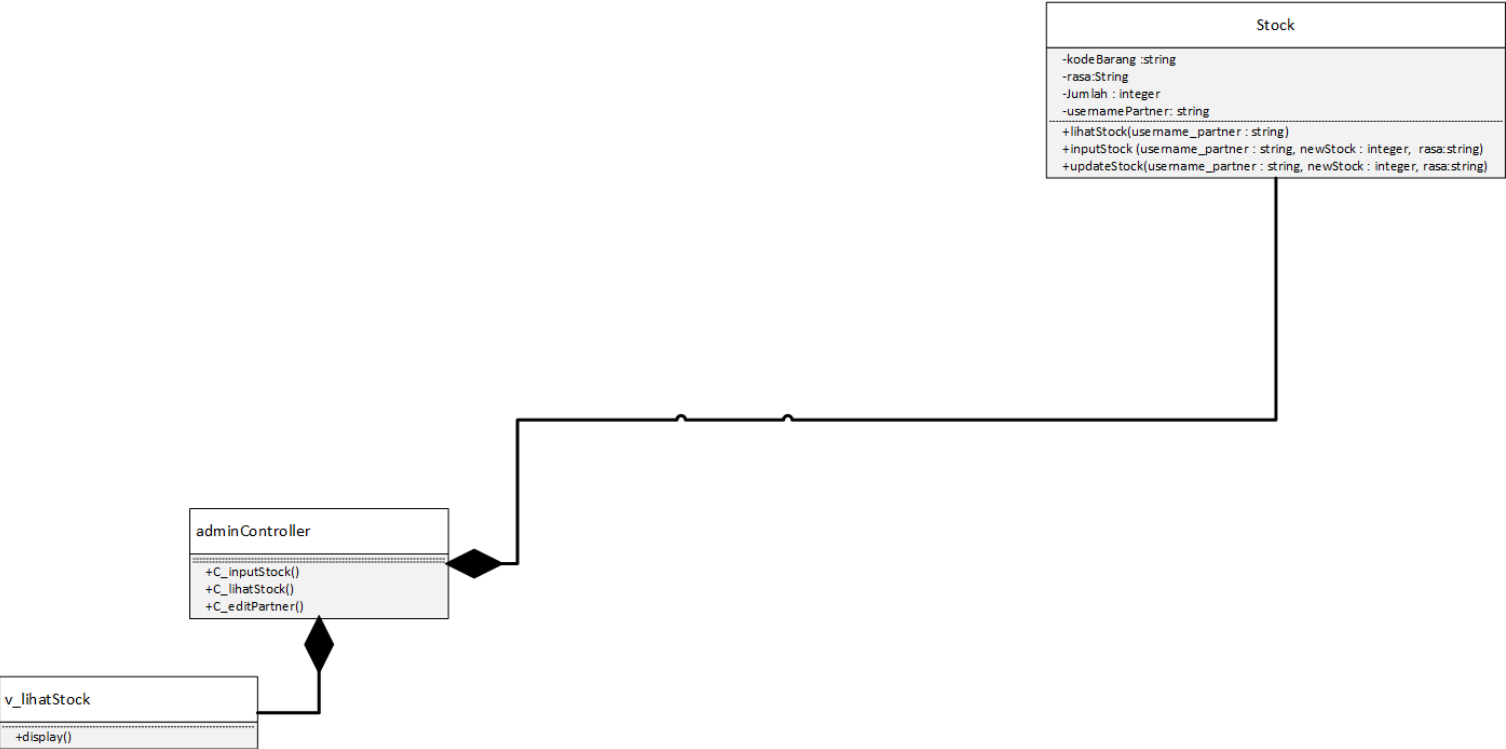 Stock
-kodeBarang :string
-rasa:String
-Jumlah : integer
-usernamePartner: string
+lihatStock(username_partner : string)
+inputStock (username_partner : string, newStock : integer, rasa:string)
+updateStock(username_partner : string, newStock : integer, rasa:string)
adminController
+C_inputStock()
+C_lihatStock()
+C_editPartner()
v_lihatStock
+display()